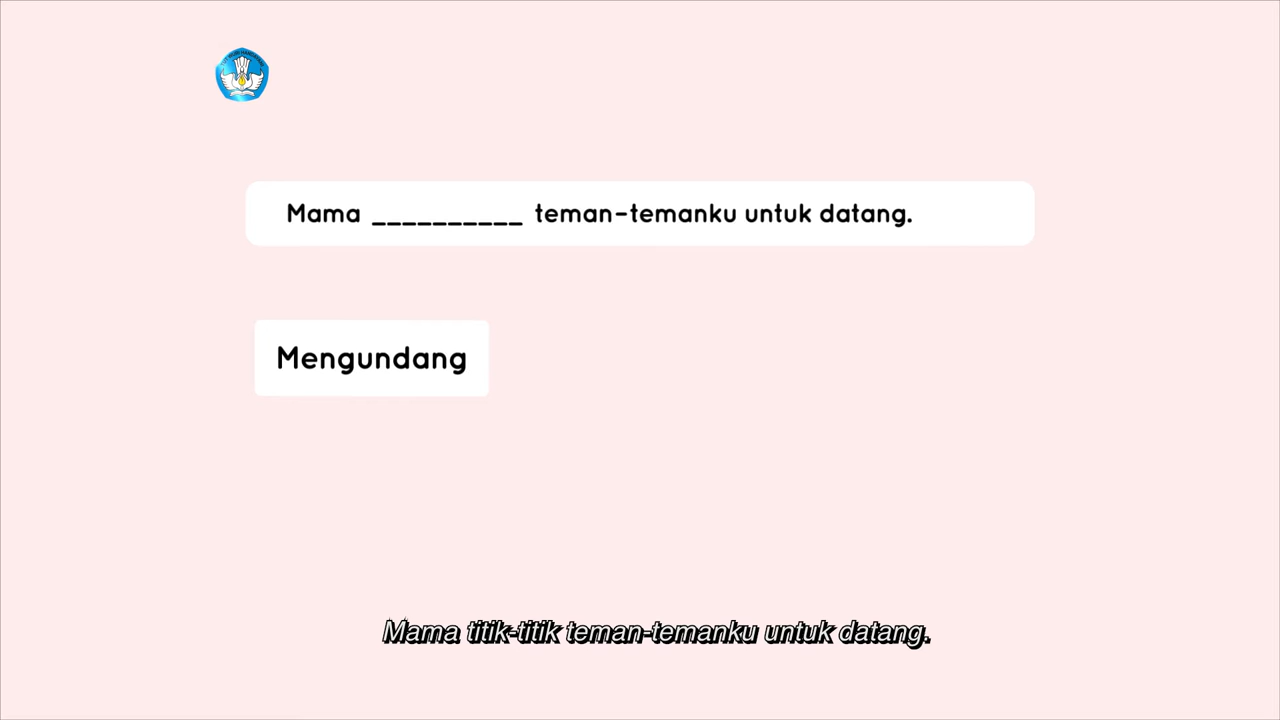 Mama __________ teman-temanku untuk datang.
Mengundang
Mama titik-titik teman-temanku untuk datang.